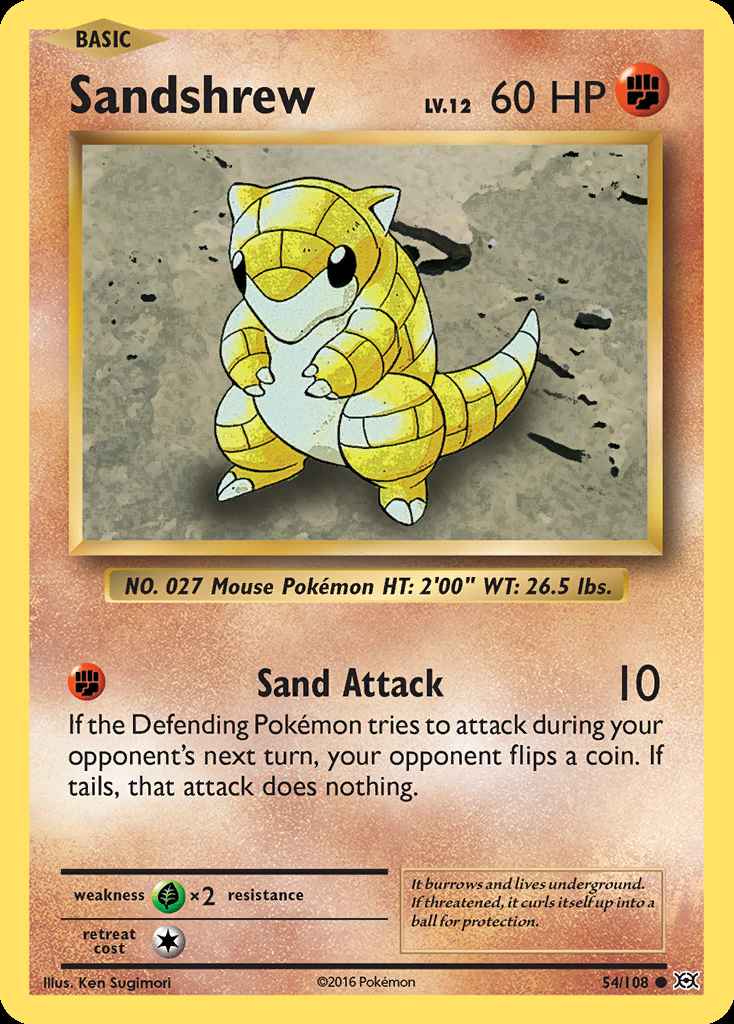 BASIC
Sandshrew LV.12 60 HP
NO. 027 Mouse Pokémon HT: 2'00" WT: 26.5 lbs.
Sand Attack 10
If the Defending Pokémon tries to attack during your
opponent's next turn, your opponent flips a coin. If
tails, that attack does nothing.
weakness ×2 resistance
retreat
cost
It burrows and lives underground.
If threatened, it curls itself up into a
ball for protection.
Illus. Ken Sugimori ©2016 Pokémon 54/108